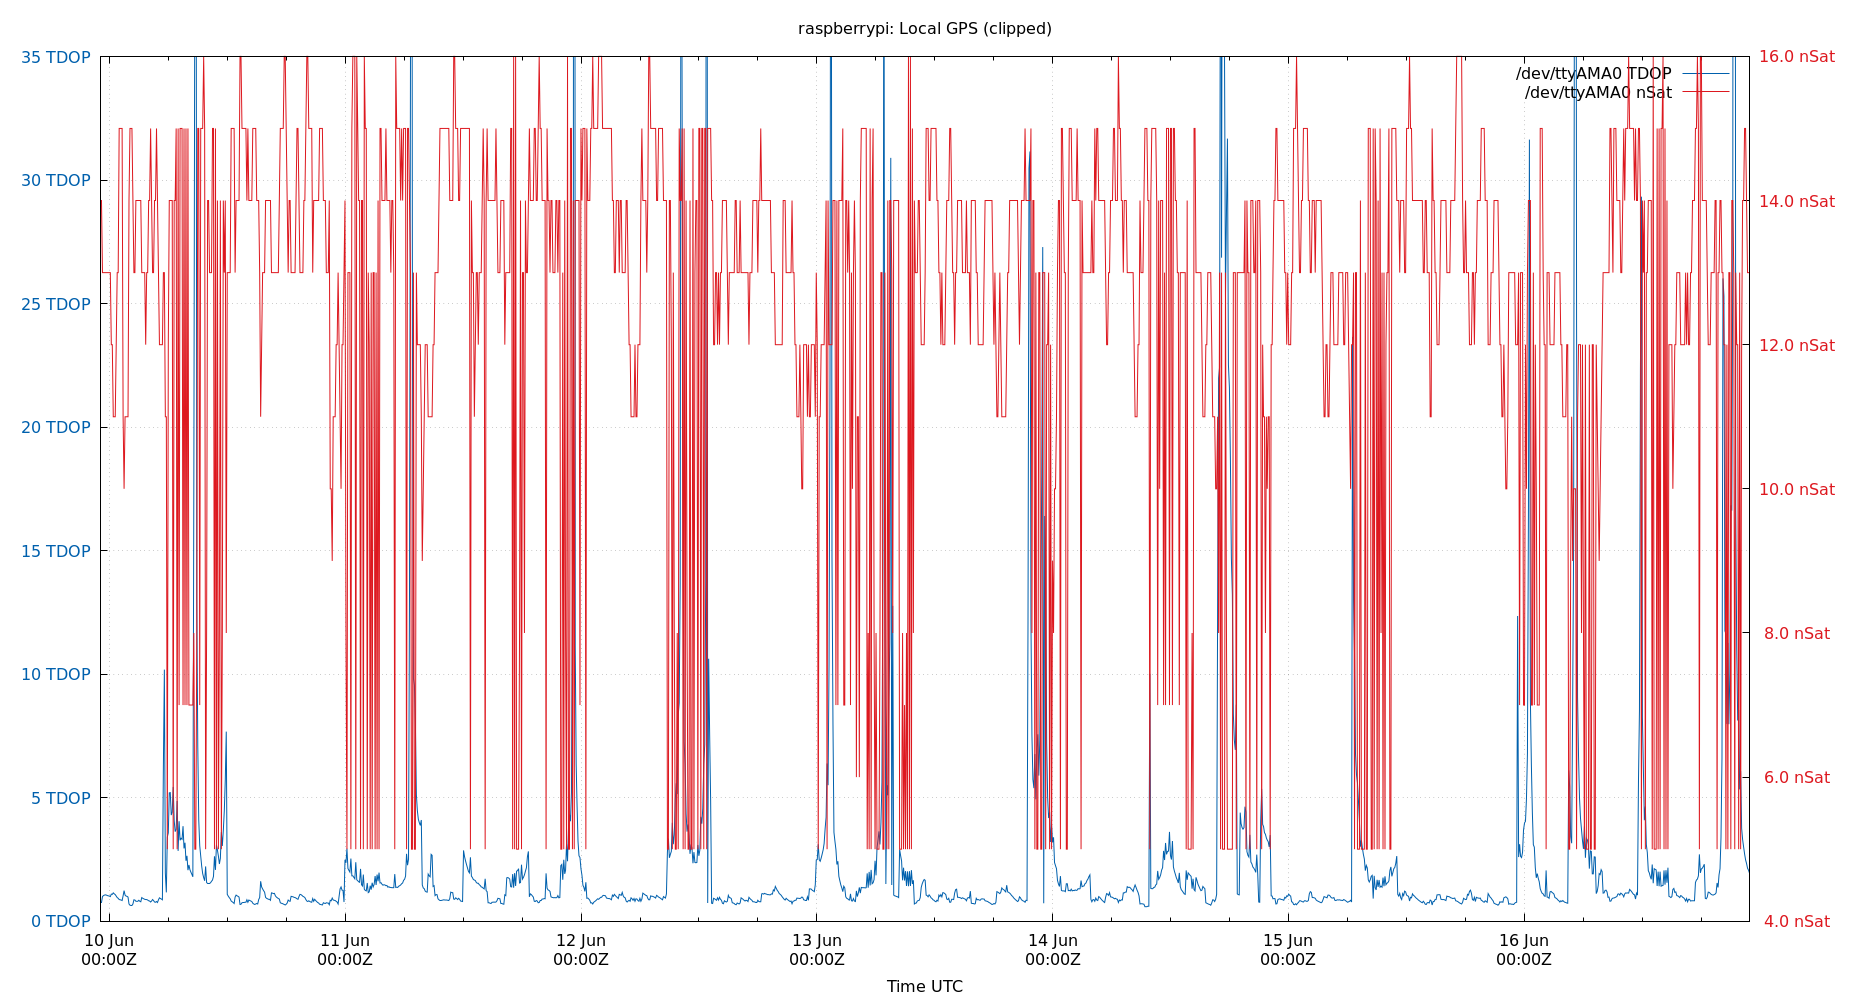 raspberrypi: Local GPS (clipped)
35 TDOP
30 TDOP
25 TDOP
20 TDOP
15 TDOP
10 TDOP
5 TDOP
0 TDOP
16.0 nSat
14.0 nSat
12.0 nSat
10.0 nSat
8.0 nSat
6.0 nSat
4.0 nSat
/dev/ttyAMA0 TDOP
/dev/ttyAMA0 nSat
10 Jun
00:00Z
11 Jun
00:00Z
12 Jun
00:00Z
13 Jun
00:00Z
14 Jun
00:00Z
15 Jun
00:00Z
16 Jun
00:00Z
Time UTC